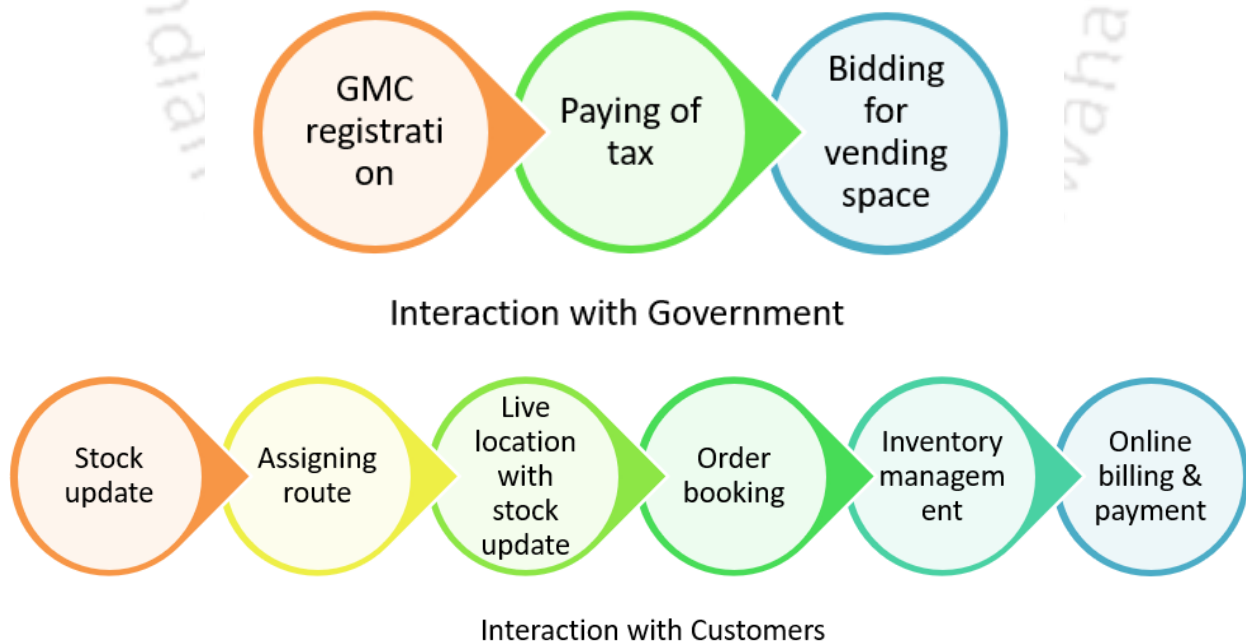 GMC
registrati
on
Paying of
tax
Bidding
for
vending
space
Interaction with Government
Stock
update
Assigning
route
Live
location
with
stock
update
Order
booking
Inventory
managem
ent
Online
billing &
payment
Interaction with Customers